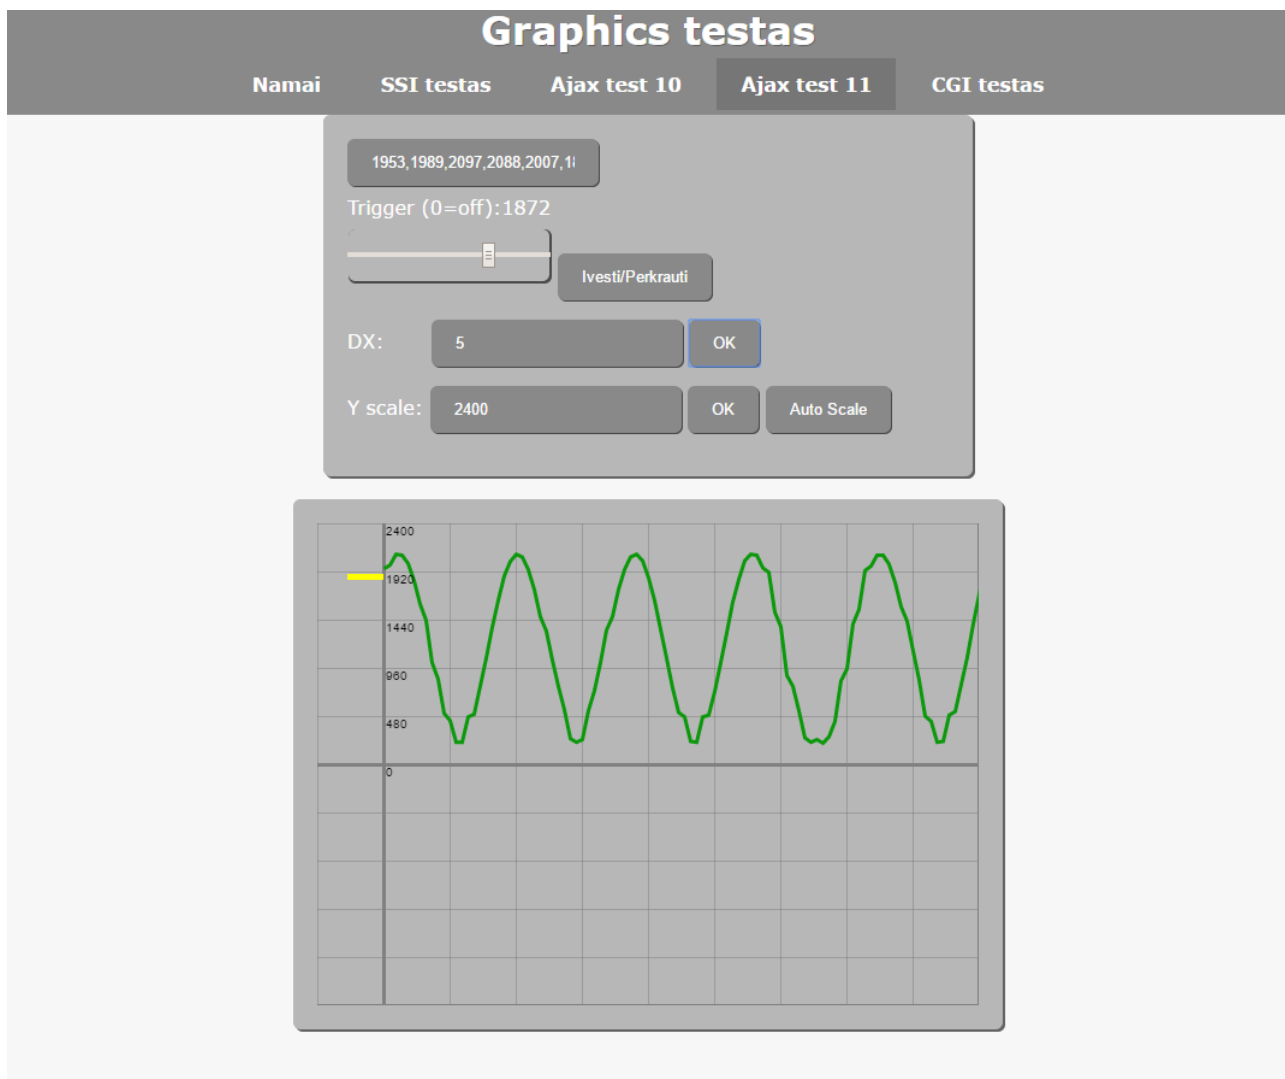 Graphics testas
Namai SSI testas Ajax test 10 Ajax test 11 CGI testas
1953,1989,2097,2088,2007,1
Trigger (0=off):1872
Ivesti/Perkrauti
DX: 5 OK
Y scale: 2400 OK Auto Scale
2400
1920
1440
960
480
0